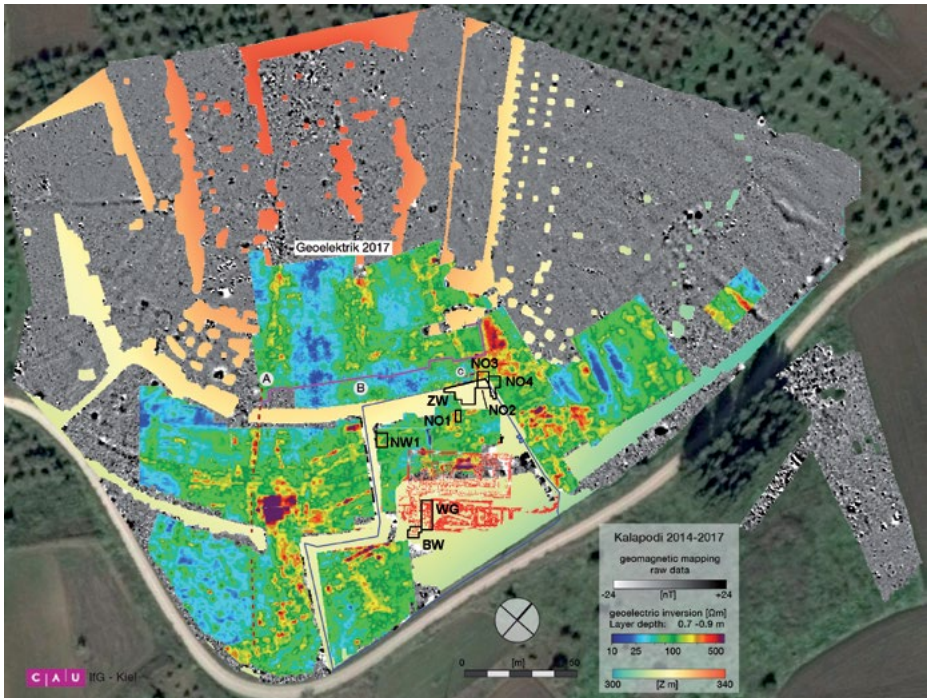 Geoelektrik 2017
A
B
C
NO3
NO4
ZW
NO2
NO1
NW1
WG
BW
Kalapodi 2014-2017
geomagnetic mapping
raw data
-24 [nT] +24
geoelectric inversion [Ωm]
Layer depth: 0.7 -0.9 m
10 25 100 500
300 [Z m] 340
0 [m] 50
CAU IfG - Kiel